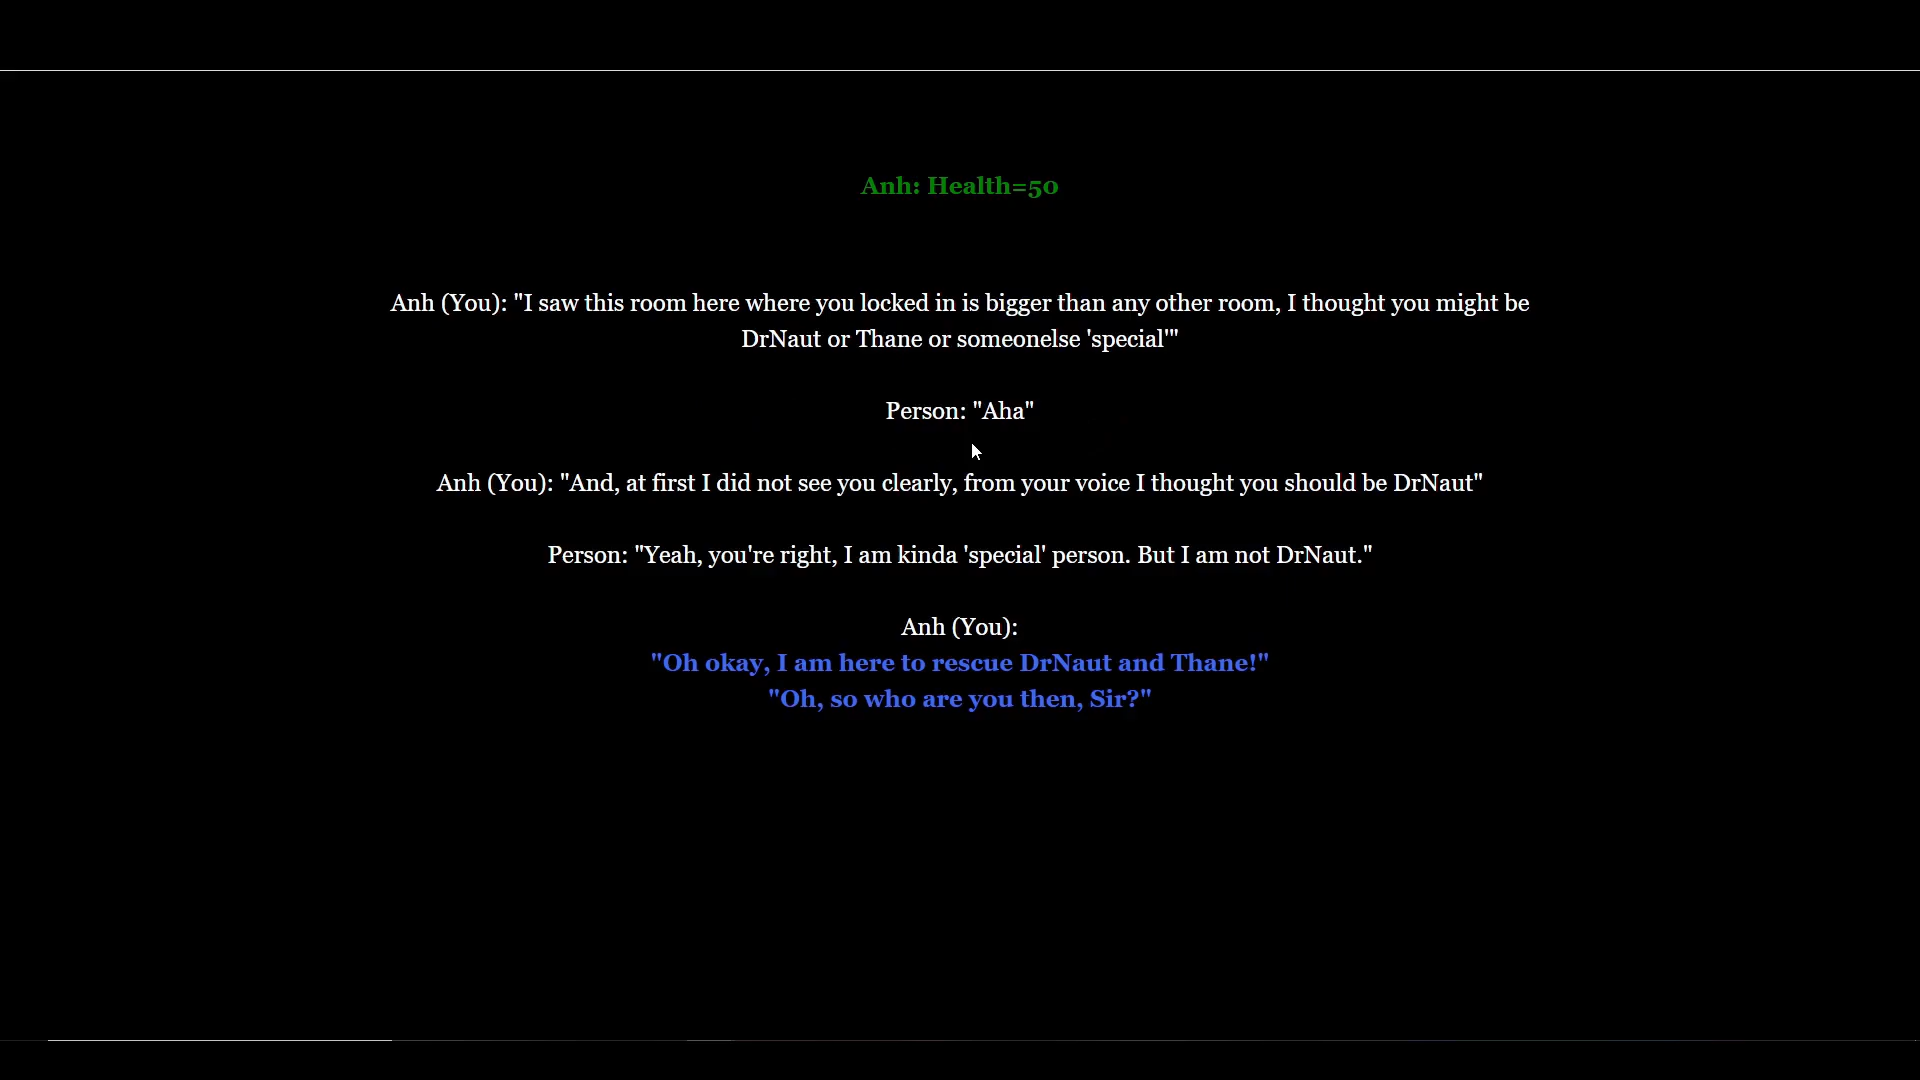 Anh: Health=50
Anh (You): "I saw this room here where you locked in is bigger than any other room, I thought you might be
DrNaut or Thane or someonelse 'special'"
Person: "Aha"
Anh (You): "And, at first I did not see you clearly, from your voice I thought you should be DrNaut"
Person: "Yeah, you're right, I am kinda 'special' person. But I am not DrNaut."
Anh (You):
"Oh okay, I am here to rescue DrNaut and Thane!"
"Oh, so who are you then, Sir?"